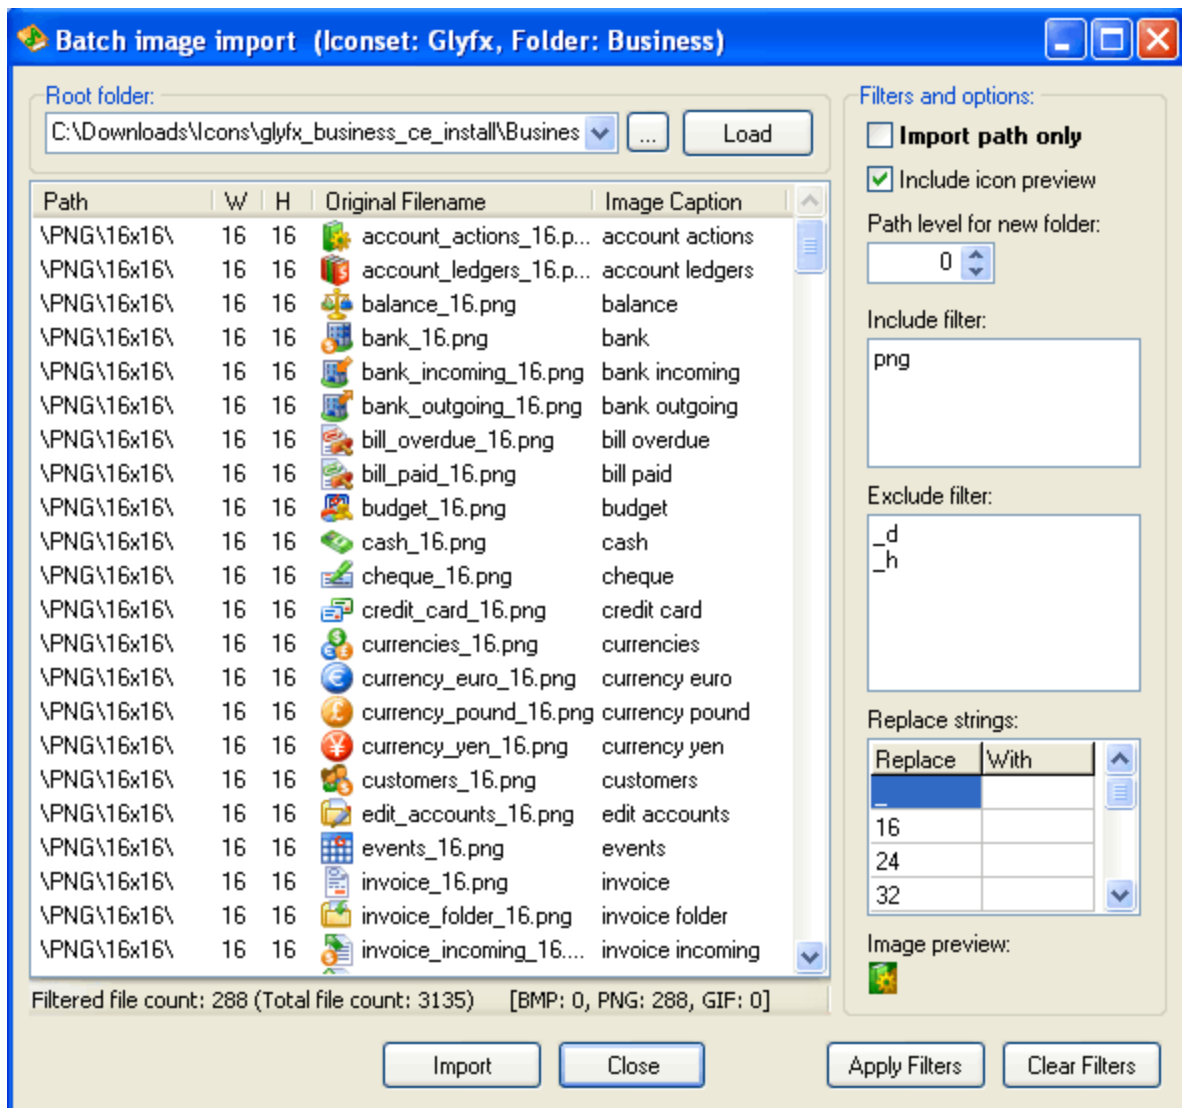 Batch image import (Iconset: Glyfx, Folder: Business)
Root folder:
C:\Downloads\Icons\glyfx_business_ce_install\Busines
...
Load
Path W H Original Filename Image Caption
\PNG\16x16\ 16 16 account_actions_16.p... account actions
\PNG\16x16\ 16 16 account_ledgers_16.p... account ledgers
\PNG\16x16\ 16 16 balance_16.png balance
\PNG\16x16\ 16 16 bank_16.png bank
\PNG\16x16\ 16 16 bank_incoming_16.png bank incoming
\PNG\16x16\ 16 16 bank_outgoing_16.png bank outgoing
\PNG\16x16\ 16 16 bill_overdue_16.png bill overdue
\PNG\16x16\ 16 16 bill_paid_16.png bill paid
\PNG\16x16\ 16 16 budget_16.png budget
\PNG\16x16\ 16 16 cash_16.png cash
\PNG\16x16\ 16 16 cheque_16.png cheque
\PNG\16x16\ 16 16 credit_card_16.png credit card
\PNG\16x16\ 16 16 currencies_16.png currencies
\PNG\16x16\ 16 16 currency_euro_16.png currency euro
\PNG\16x16\ 16 16 currency_pound_16.png currency pound
\PNG\16x16\ 16 16 currency_yen_16.png currency yen
\PNG\16x16\ 16 16 customers_16.png customers
\PNG\16x16\ 16 16 edit_accounts_16.png edit accounts
\PNG\16x16\ 16 16 events_16.png events
\PNG\16x16\ 16 16 invoice_16.png invoice
\PNG\16x16\ 16 16 invoice_folder_16.png invoice folder
\PNG\16x16\ 16 16 invoice_incoming_16.... invoice incoming
Filtered file count: 288 (Total file count: 3135) [BMP: 0, PNG: 288, GIF: 0]
Filters and options:
Import path only
Include icon preview
Path level for new folder:
0
Include filter:
png
Exclude filter:
_d
_h
Replace strings:
Replace With
_
16
24
32
Image preview:
Import
Close
Apply Filters
Clear Filters